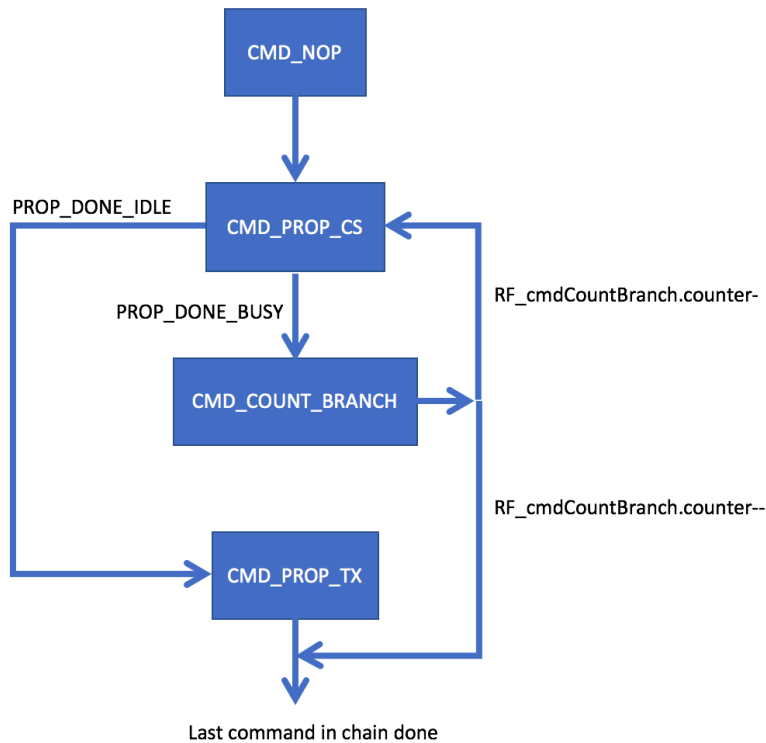 CMD_NOP
PROP_DONE_IDLE
CMD_PROP_CS
RF_cmdCountBranch.counter-
PROP_DONE_BUSY
CMD_COUNT_BRANCH
RF_cmdCountBranch.counter--
CMD_PROP_TX
Last command in chain done